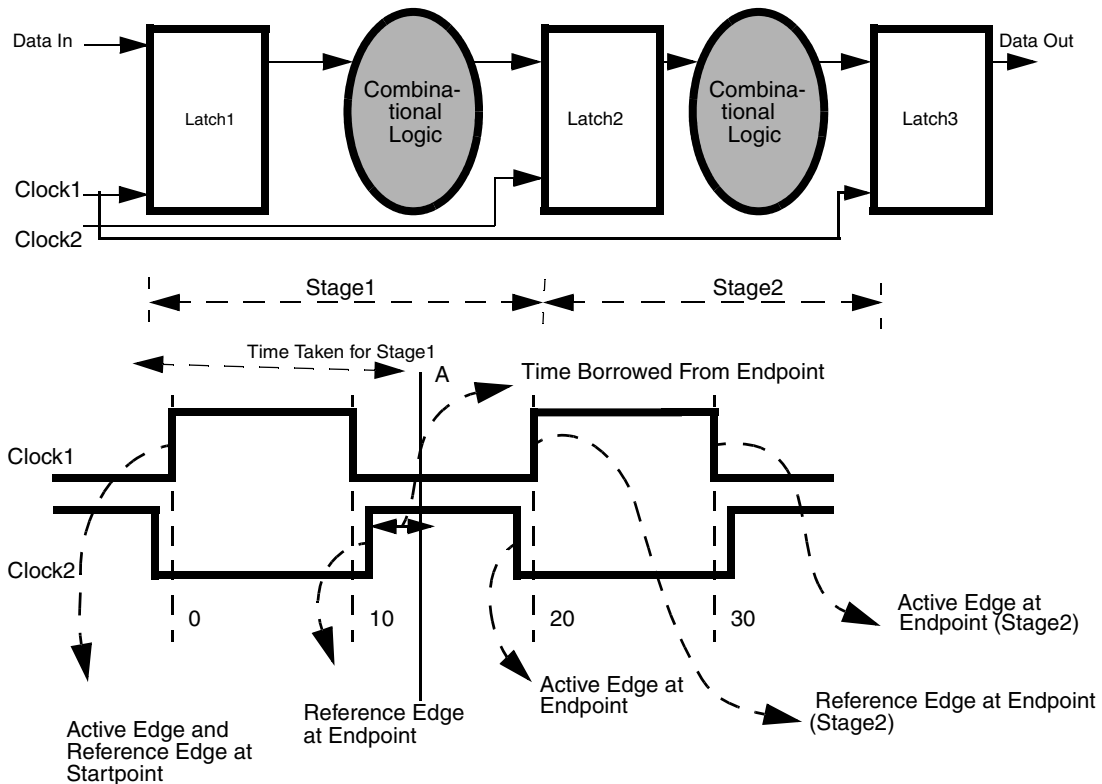 Data In
Latch1
Combina-
tional
Logic
Latch2
Combina-
tional
Logic
Latch3
Data Out
Clock1
Clock2
Stage1
Stage2
Time Taken for Stage1
A
Time Borrowed From Endpoint
Clock1
Clock2
0
10
20
30
Active Edge and
Reference Edge at
Startpoint
Reference Edge
at Endpoint
Active Edge at
Endpoint
Active Edge at
Endpoint (Stage2)
Reference Edge at Endpoint
(Stage2)